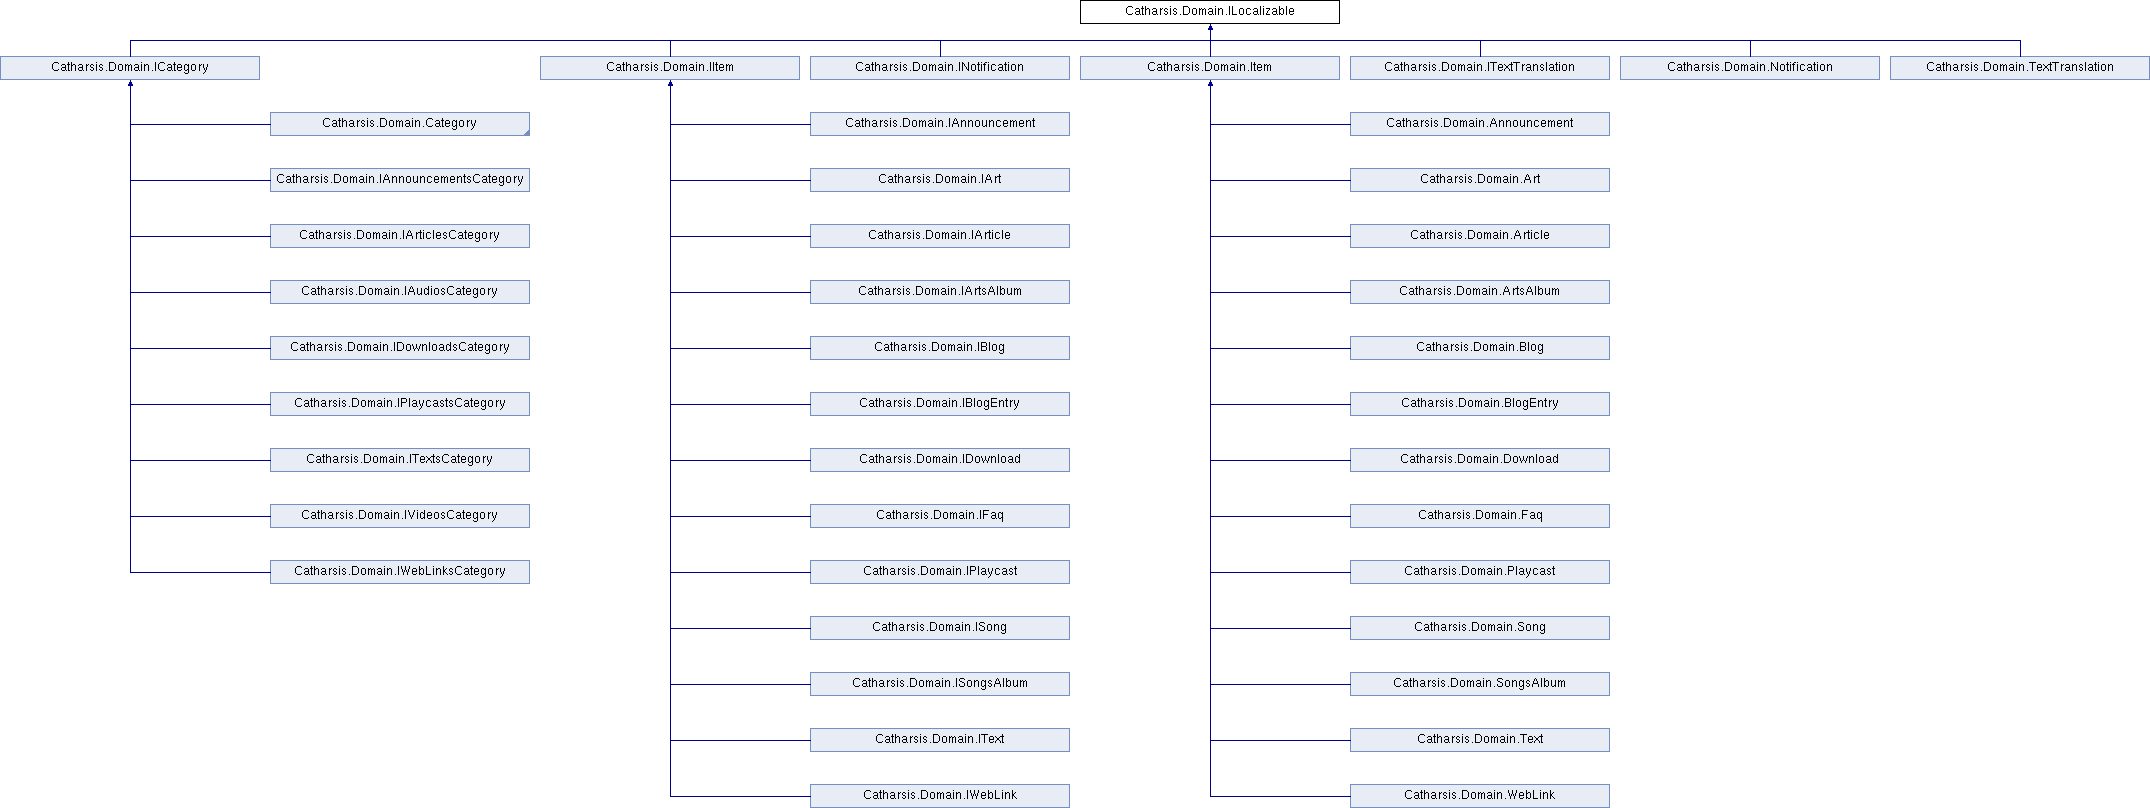 Catharsis.Domain.ILocalizable
Catharsis.Domain.ICategory
Catharsis.Domain.IItem
Catharsis.Domain.INotification
Catharsis.Domain.Item
Catharsis.Domain.ITextTranslation
Catharsis.Domain.Notification
Catharsis.Domain.TextTranslation
Catharsis.Domain.Category
Catharsis.Domain.IAnnouncement
Catharsis.Domain.Announcement
Catharsis.Domain.IAnnouncementsCategory
Catharsis.Domain.IArt
Catharsis.Domain.Art
Catharsis.Domain.IArticlesCategory
Catharsis.Domain.IArticle
Catharsis.Domain.Article
Catharsis.Domain.IAudiosCategory
Catharsis.Domain.IArtsAlbum
Catharsis.Domain.ArtsAlbum
Catharsis.Domain.IDownloadsCategory
Catharsis.Domain.IBlog
Catharsis.Domain.Blog
Catharsis.Domain.IPlaycastsCategory
Catharsis.Domain.IBlogEntry
Catharsis.Domain.BlogEntry
Catharsis.Domain.ITextsCategory
Catharsis.Domain.IDownload
Catharsis.Domain.Download
Catharsis.Domain.IVideosCategory
Catharsis.Domain.IFaq
Catharsis.Domain.Faq
Catharsis.Domain.IWebLinksCategory
Catharsis.Domain.IPlaycast
Catharsis.Domain.Playcast
Catharsis.Domain.ISong
Catharsis.Domain.Song
Catharsis.Domain.ISongsAlbum
Catharsis.Domain.SongsAlbum
Catharsis.Domain.IText
Catharsis.Domain.Text
Catharsis.Domain.IWebLink
Catharsis.Domain.WebLink